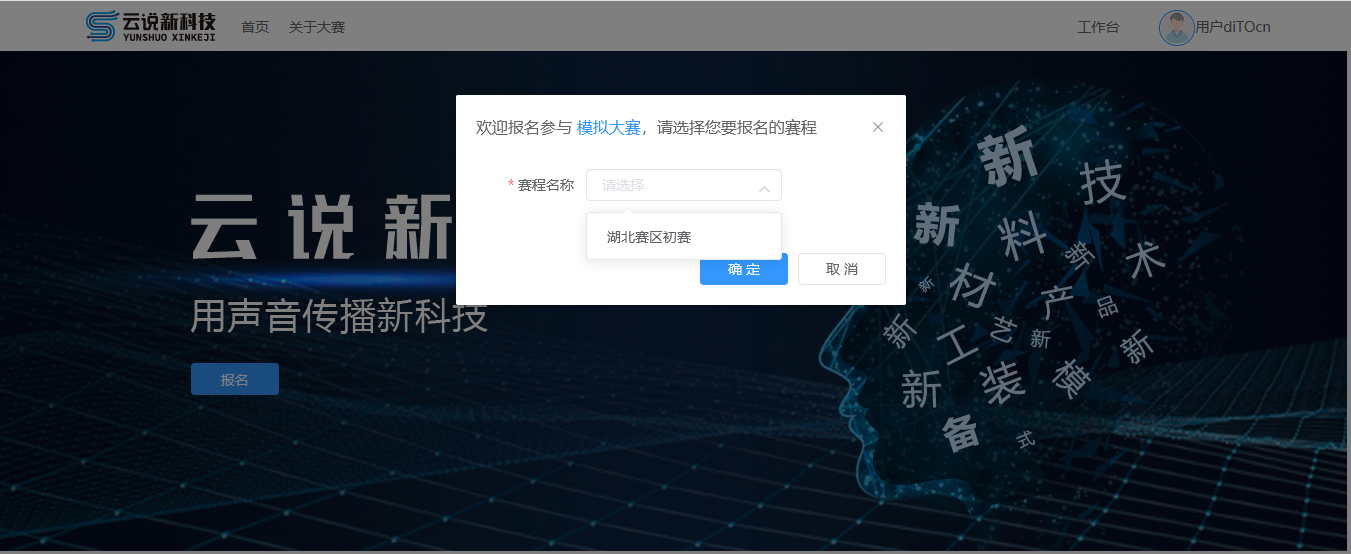 云说新科技
YUNSHUO XINKEJI
首页
关于大赛
工作台
用户diTOcn
欢迎报名参与 模拟大赛，请选择您要报名的赛程
* 赛程名称
请选择
湖北赛区初赛
确 定
取 消
云说新
用声音传播新科技
报名
新
技
新
料
新
术
新
材
产
品
新
工
艺
新
新
新
装
模
备
式